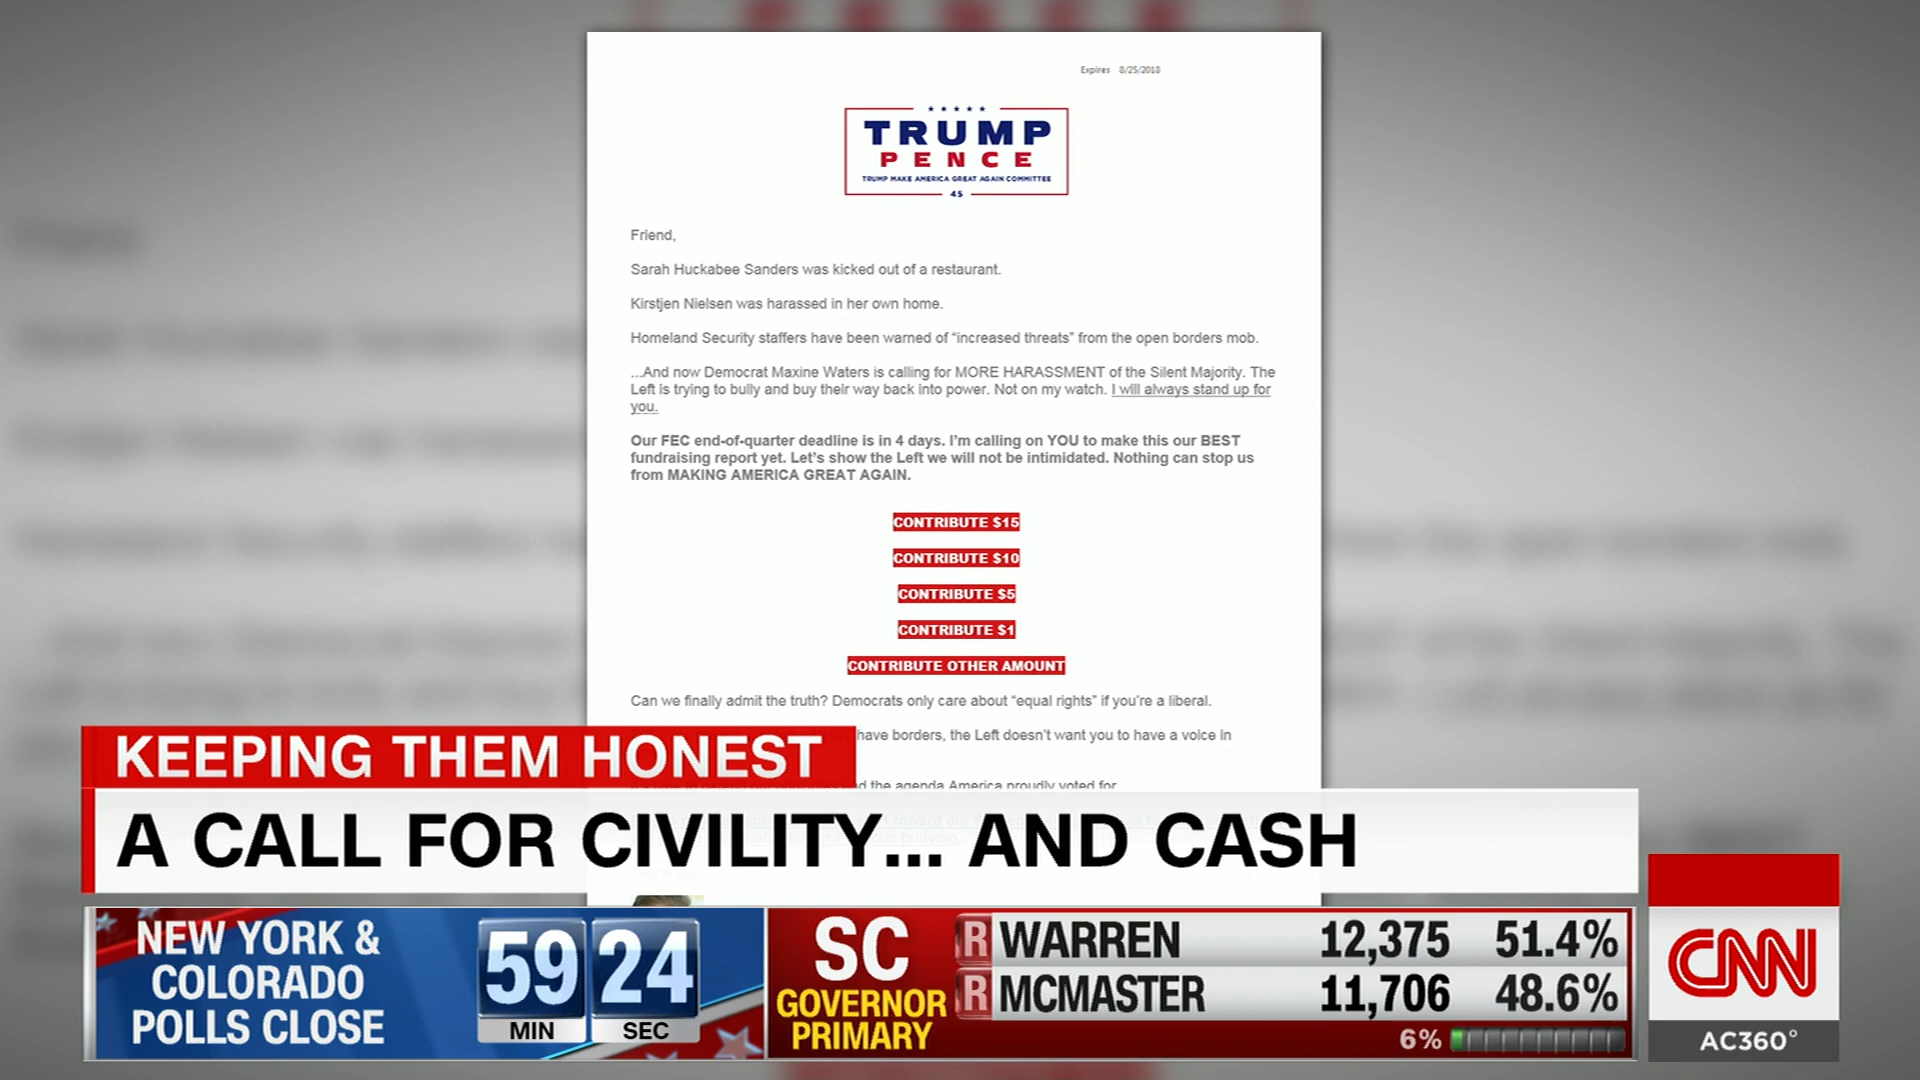 Expires 8/25/2018
TRUMP
PENCE
TRUMP MAKE AMERICA GREAT AGAIN COMMITTEE
45
Friend,
Sarah Huckabee Sanders was kicked out of a restaurant.
Kirstjen Nielsen was harassed in her own home.
Homeland Security staffers have been warned of “increased threats” from the open borders mob.
...And now Democrat Maxine Waters is calling for MORE HARASSMENT of the Silent Majority. The
Left is trying to bully and buy their way back into power. Not on my watch. I will always stand up for
you.
Our FEC end-of-quarter deadline is in 4 days. I’m calling on YOU to make this our BEST
fundraising report yet. Let’s show the Left we will not be intimidated. Nothing can stop us
from MAKING AMERICA GREAT AGAIN.
CONTRIBUTE $15
CONTRIBUTE $10
CONTRIBUTE $5
CONTRIBUTE $1
CONTRIBUTE OTHER AMOUNT
Can we finally admit the truth? Democrats only care about “equal rights” if you’re a liberal.
have borders, the Left doesn’t want you to have a voice in
and the agenda America proudly voted for
KEEPING THEM HONEST
A CALL FOR CIVILITY... AND CASH
NEW YORK &
COLORADO
POLLS CLOSE
59 24
MIN SEC
SC
GOVERNOR
PRIMARY
R WARREN 12,375 51.4%
R MCMASTER 11,706 48.6%
6%
CNN
AC360°